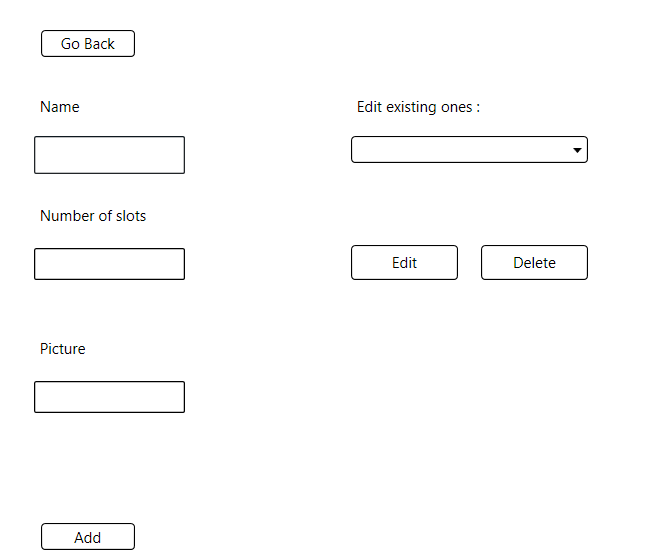 Go Back
Name
Edit existing ones :
Number of slots
Edit
Delete
Picture
Add